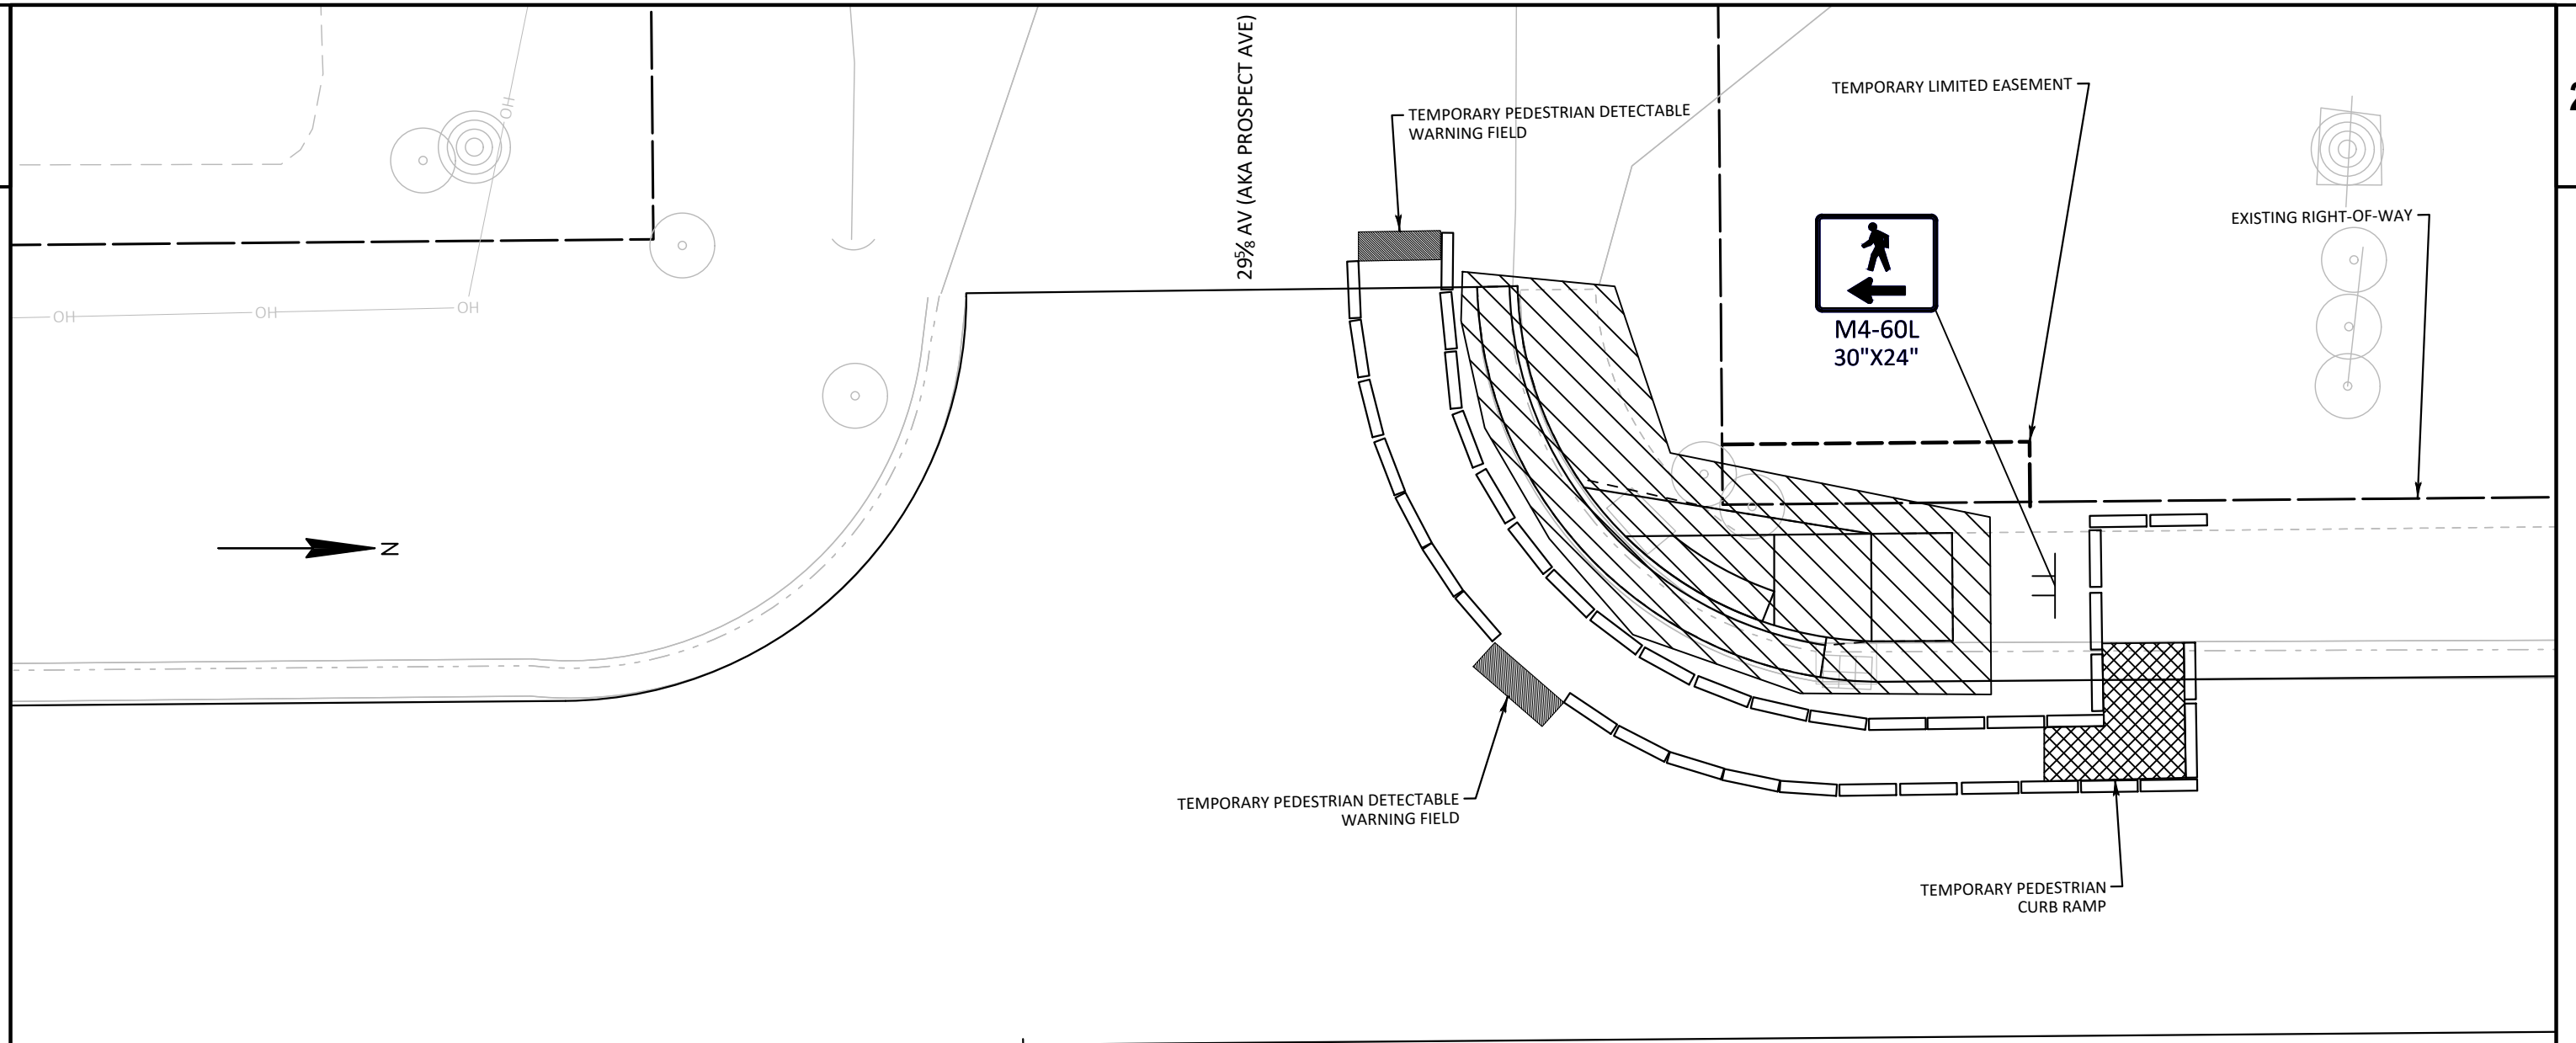 29⅝ AV (AKA PROSPECT AVE)
TEMPORARY PEDESTRIAN DETECTABLE
WARNING FIELD
TEMPORARY LIMITED EASEMENT
EXISTING RIGHT-OF-WAY
M4-60L
30"X24"
OH
OH
OH
OH
N
TEMPORARY PEDESTRIAN DETECTABLE
WARNING FIELD
TEMPORARY PEDESTRIAN
CURB RAMP